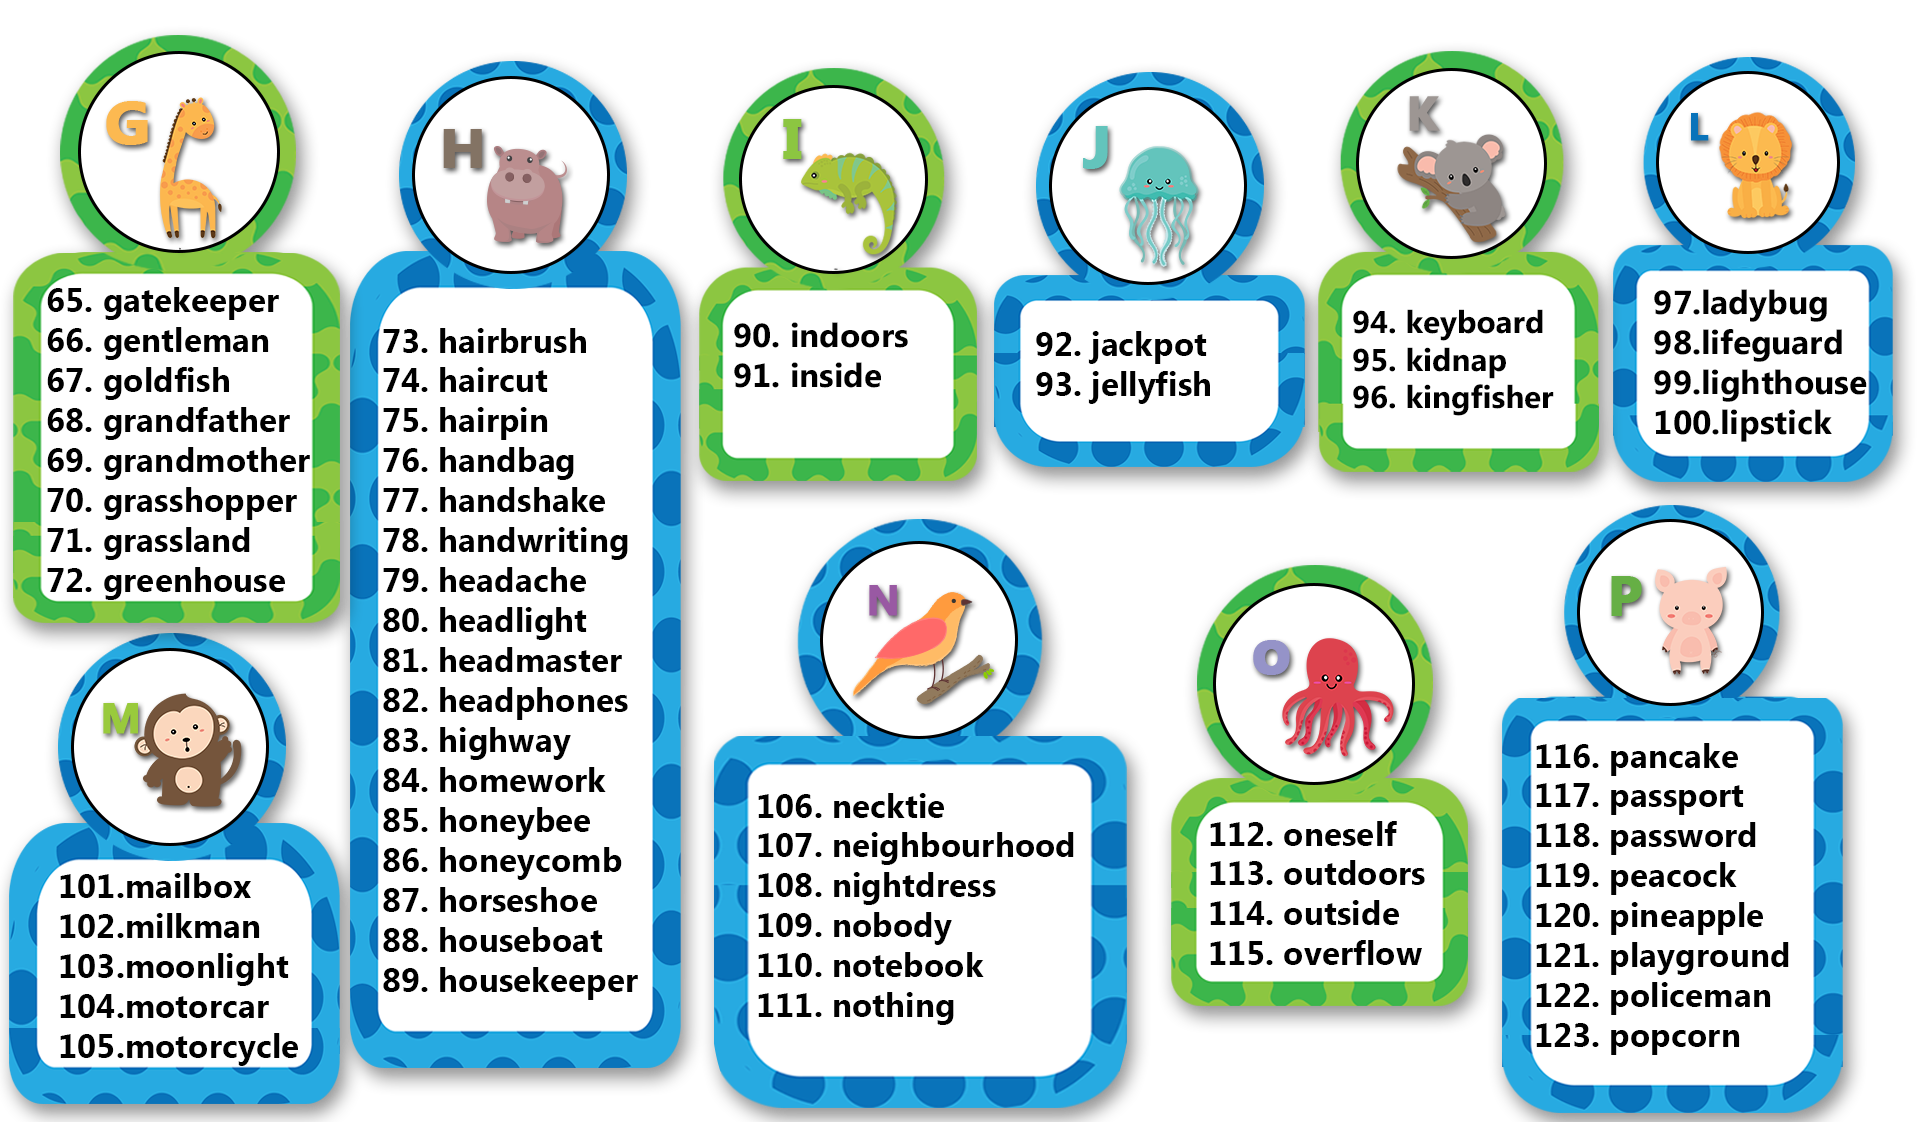 G
65. gatekeeper
66. gentleman
67. goldfish
68. grandfather
69. grandmother
70. grasshopper
71. grassland
72. greenhouse
H
73. hairbrush
74. haircut
75. hairpin
76. handbag
77. handshake
78. handwriting
79. headache
80. headlight
81. headmaster
82. headphones
83. highway
84. homework
85. honeybee
86. honeycomb
87. horseshoe
88. houseboat
89. housekeeper
I
90. indoors
91. inside
J
92. jackpot
93. jellyfish
K
94. keyboard
95. kidnap
96. kingfisher
L
97.ladybug
98.lifeguard
99.lighthouse
100.lipstick
M
101.mailbox
102.milkman
103.moonlight
104.motorcar
105.motorcycle
N
106. necktie
107. neighbourhood
108. nightdress
109. nobody
110. notebook
111. nothing
O
112. oneself
113. outdoors
114. outside
115. overflow
P
116. pancake
117. passport
118. password
119. peacock
120. pineapple
121. playground
122. policeman
123. popcorn